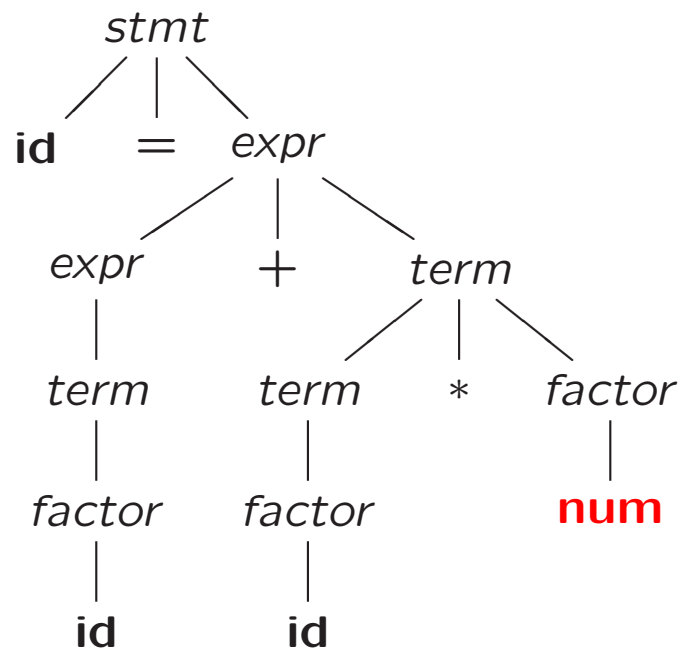 stmt
id = expr
expr + term
term term * factor
factor factor num
id id